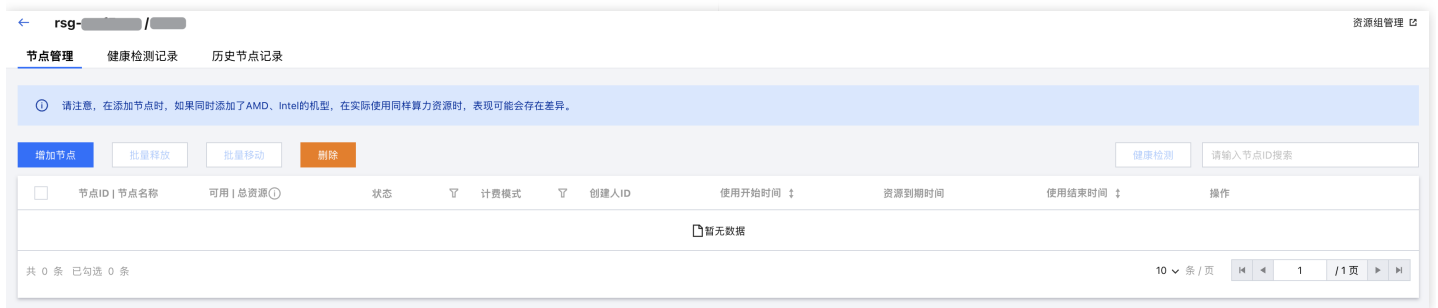 rsg- /
资源组管理
节点管理 健康检测记录 历史节点记录
请注意，在添加节点时，如果同时添加了AMD、Intel的机型，在实际使用同样算力资源时，表现可能会存在差异。
增加节点 批量释放 批量移动 删除 健康检测 请输入节点ID搜索
节点ID | 节点名称 可用 | 总资源 状态 计费模式 创建人ID 使用开始时间 资源到期时间 使用结束时间 操作
暂无数据
共 0 条 已勾选 0 条 10 条 / 页 1 / 1 页